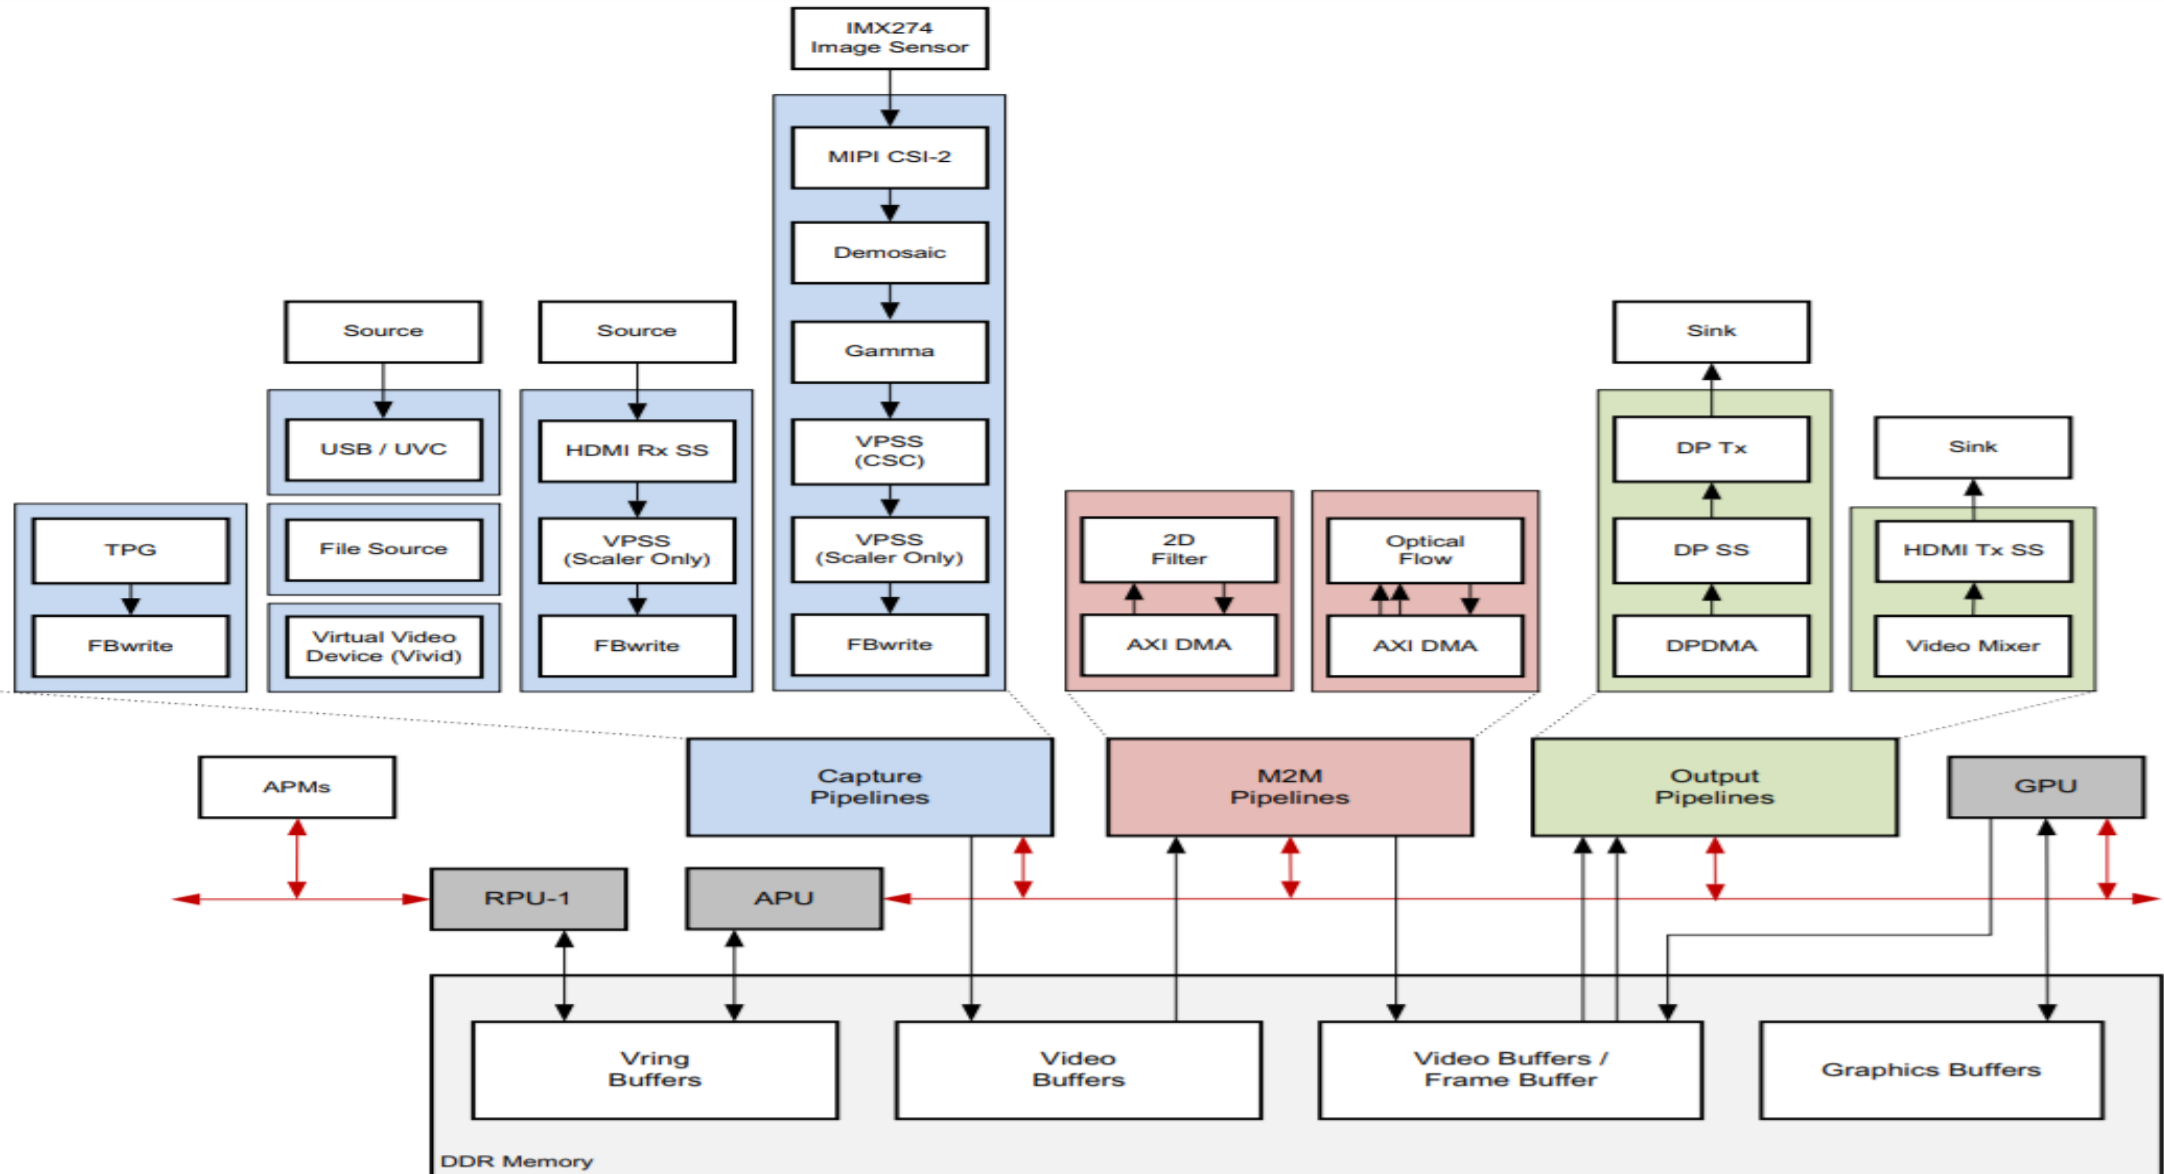 IMX274
Image Sensor
MIPI CSI-2
Demosaic
Gamma
VPSS
(CSC)
VPSS
(Scaler Only)
FBwrite
Source
USB / UVC
File Source
Virtual Video
Device (Vivid)
Source
HDMI Rx SS
VPSS
(Scaler Only)
FBwrite
TPG
FBwrite
2D
Filter
AXI DMA
Optical
Flow
AXI DMA
Sink
DP Tx
DP SS
DPDMA
Sink
HDMI Tx SS
Video Mixer
Capture
Pipelines
M2M
Pipelines
Output
Pipelines
GPU
APMs
RPU-1
APU
Vring
Buffers
Video
Buffers
Video Buffers /
Frame Buffer
Graphics Buffers
DDR Memory